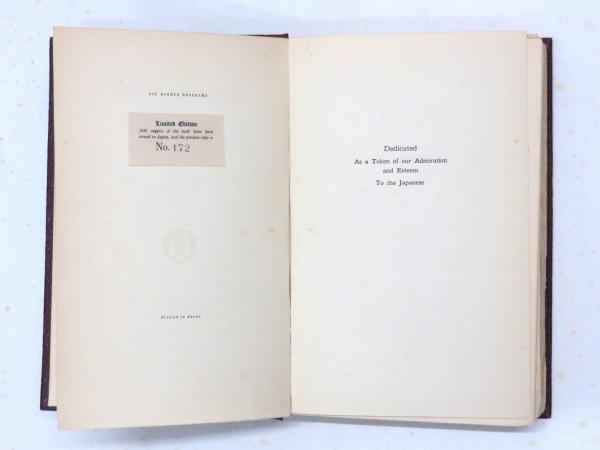 ALL RIGHTS RESERVED
Limited Edition
200 copies of the book have been
issued in Japan, and the present copy is
No. 172
Printed in Japan
Dedicated
As a Token of our Admiration
and Esteem
To the Japanese